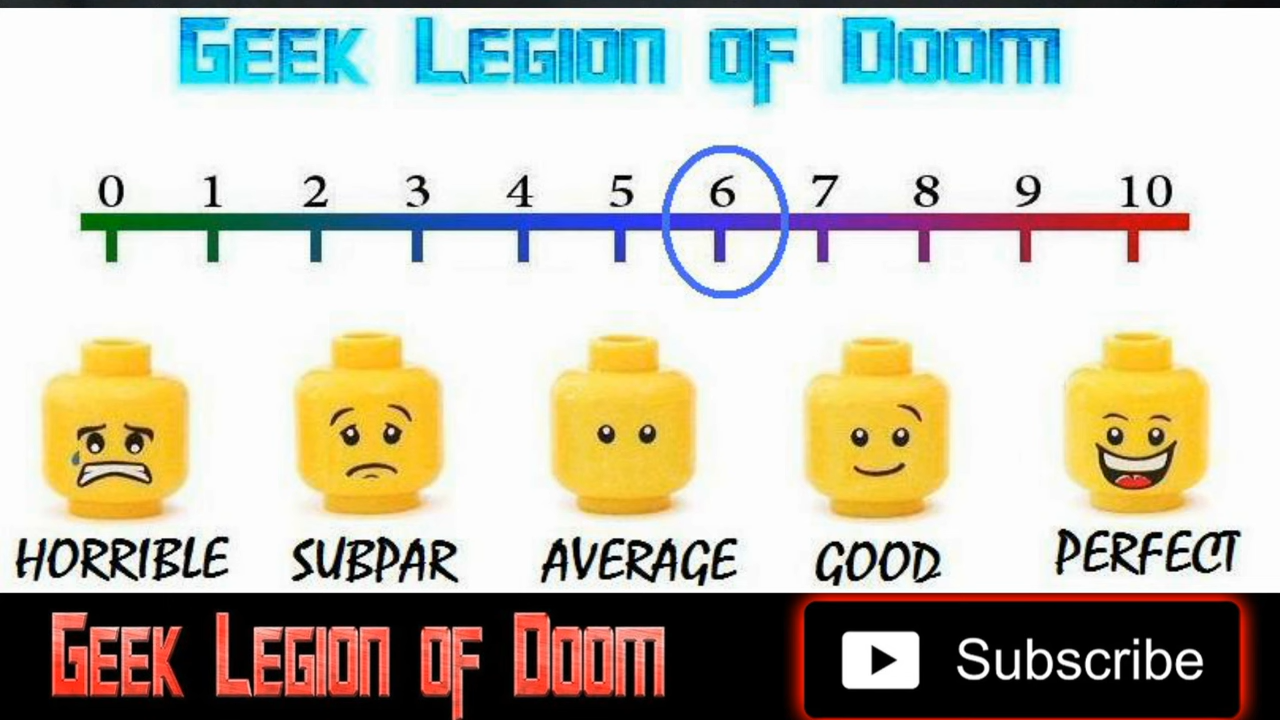 Geek Legion of Doom
0 1 2 3 4 5 6 7 8 9 10
HORRIBLE SUBPAR AVERAGE GOOD PERFECT
Geek Legion of Doom
Subscribe